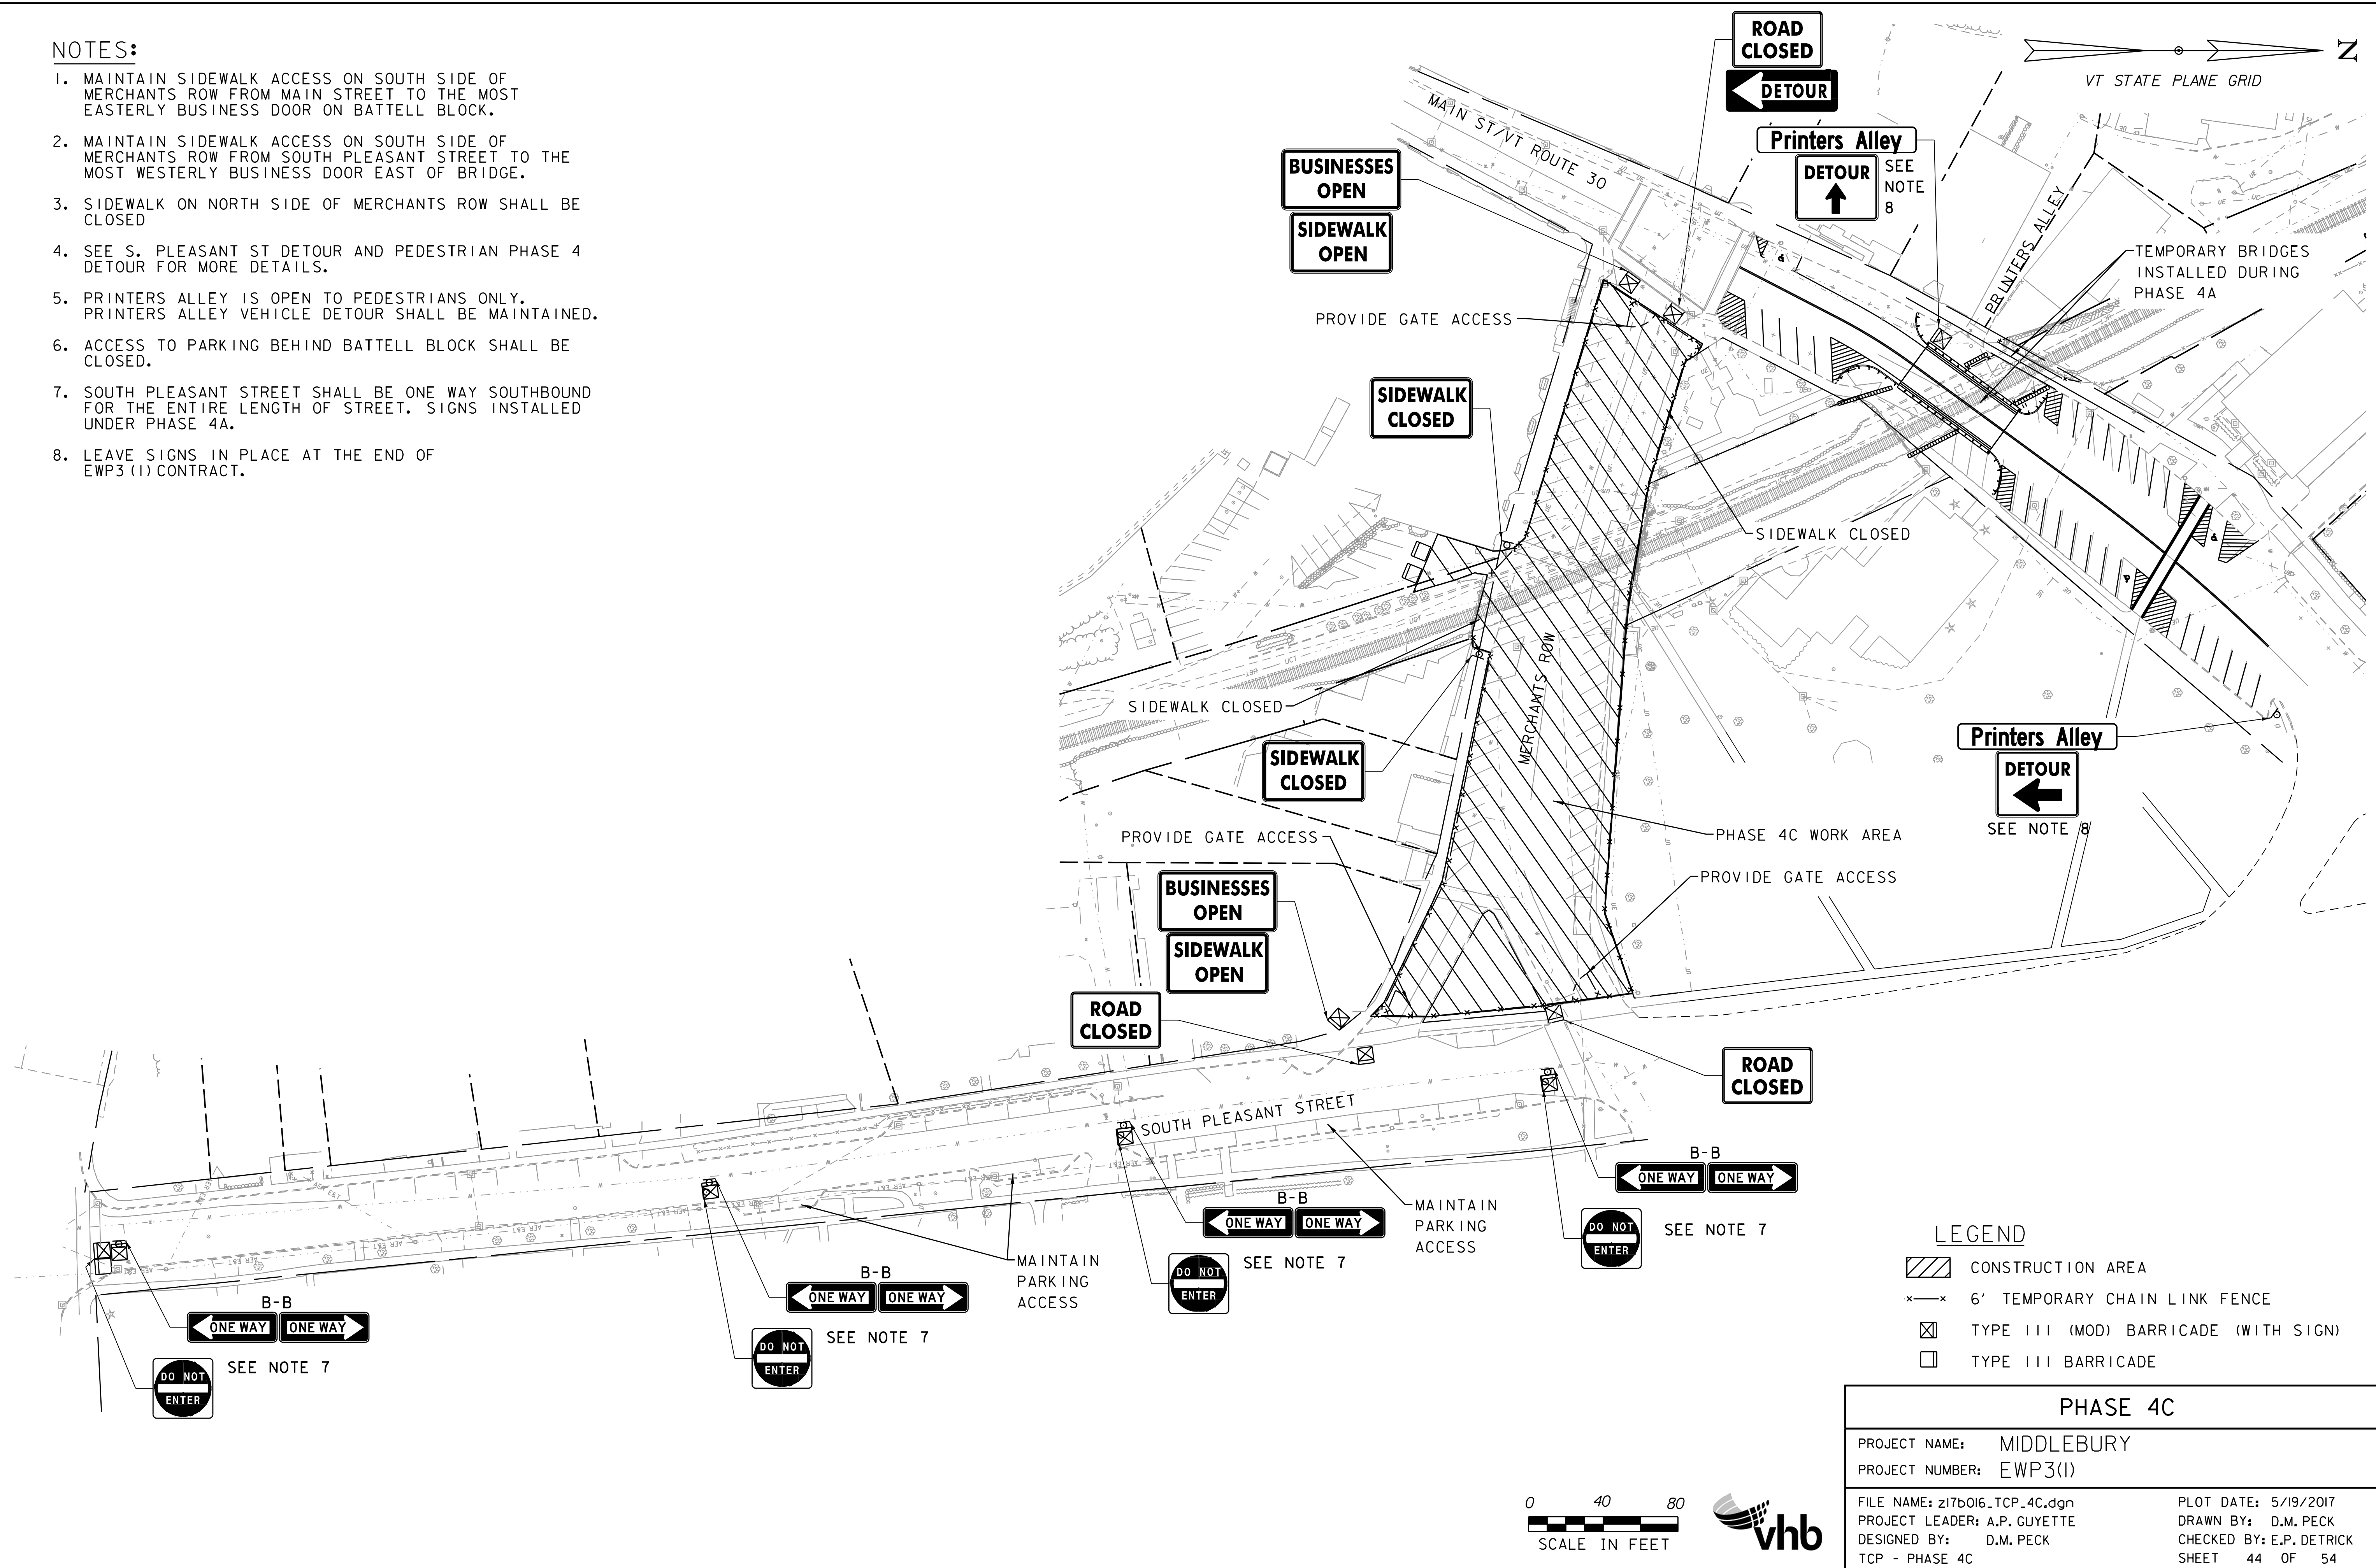 NOTES:
1. MAINTAIN SIDEWALK ACCESS ON SOUTH SIDE OF
MERCHANTS ROW FROM MAIN STREET TO THE MOST
EASTERLY BUSINESS DOOR ON BATTELL BLOCK.
2. MAINTAIN SIDEWALK ACCESS ON SOUTH SIDE OF
MERCHANTS ROW FROM SOUTH PLEASANT STREET TO THE
MOST WESTERLY BUSINESS DOOR EAST OF BRIDGE.
3. SIDEWALK ON NORTH SIDE OF MERCHANTS ROW SHALL BE
CLOSED
4. SEE S. PLEASANT ST DETOUR AND PEDESTRIAN PHASE 4
DETOUR FOR MORE DETAILS.
5. PRINTERS ALLEY IS OPEN TO PEDESTRIANS ONLY.
PRINTERS ALLEY VEHICLE DETOUR SHALL BE MAINTAINED.
6. ACCESS TO PARKING BEHIND BATTELL BLOCK SHALL BE
CLOSED.
7. SOUTH PLEASANT STREET SHALL BE ONE WAY SOUTHBOUND
FOR THE ENTIRE LENGTH OF STREET. SIGNS INSTALLED
UNDER PHASE 4A.
8. LEAVE SIGNS IN PLACE AT THE END OF
EWP3(1) CONTRACT.
ROAD
CLOSED
DETOUR
N
VT STATE PLANE GRID
MAIN ST/VT ROUTE 30
Printers Alley
DETOUR
SEE
NOTE
8
BUSINESSES
OPEN
SIDEWALK
OPEN
PRINTERS ALLEY
TEMPORARY BRIDGES
INSTALLED DURING
PHASE 4A
PROVIDE GATE ACCESS
SIDEWALK
CLOSED
SIDEWALK CLOSED
MERCHANTS ROW
SIDEWALK CLOSED
SIDEWALK
CLOSED
Printers Alley
DETOUR
SEE NOTE 8
PROVIDE GATE ACCESS
PHASE 4C WORK AREA
PROVIDE GATE ACCESS
BUSINESSES
OPEN
SIDEWALK
OPEN
ROAD
CLOSED
ROAD
CLOSED
SOUTH PLEASANT STREET
B-B
ONE WAY ONE WAY
DO NOT
ENTER
SEE NOTE 7
MAINTAIN
PARKING
ACCESS
B-B
ONE WAY ONE WAY
DO NOT
ENTER
SEE NOTE 7
MAINTAIN
PARKING
ACCESS
B-B
ONE WAY ONE WAY
DO NOT
ENTER
SEE NOTE 7
B-B
ONE WAY ONE WAY
DO NOT
ENTER
SEE NOTE 7
LEGEND
CONSTRUCTION AREA
6' TEMPORARY CHAIN LINK FENCE
TYPE III (MOD) BARRICADE (WITH SIGN)
TYPE III BARRICADE
0 40 80
SCALE IN FEET
vhb
PHASE 4C
PROJECT NAME: MIDDLEBURY
PROJECT NUMBER: EWP3(1)
FILE NAME: z17b016_TCP_4C.dgn PLOT DATE: 5/19/2017
PROJECT LEADER: A.P. GUYETTE DRAWN BY: D.M. PECK
DESIGNED BY: D.M. PECK CHECKED BY: E.P. DETRICK
TCP - PHASE 4C SHEET 44 OF 54